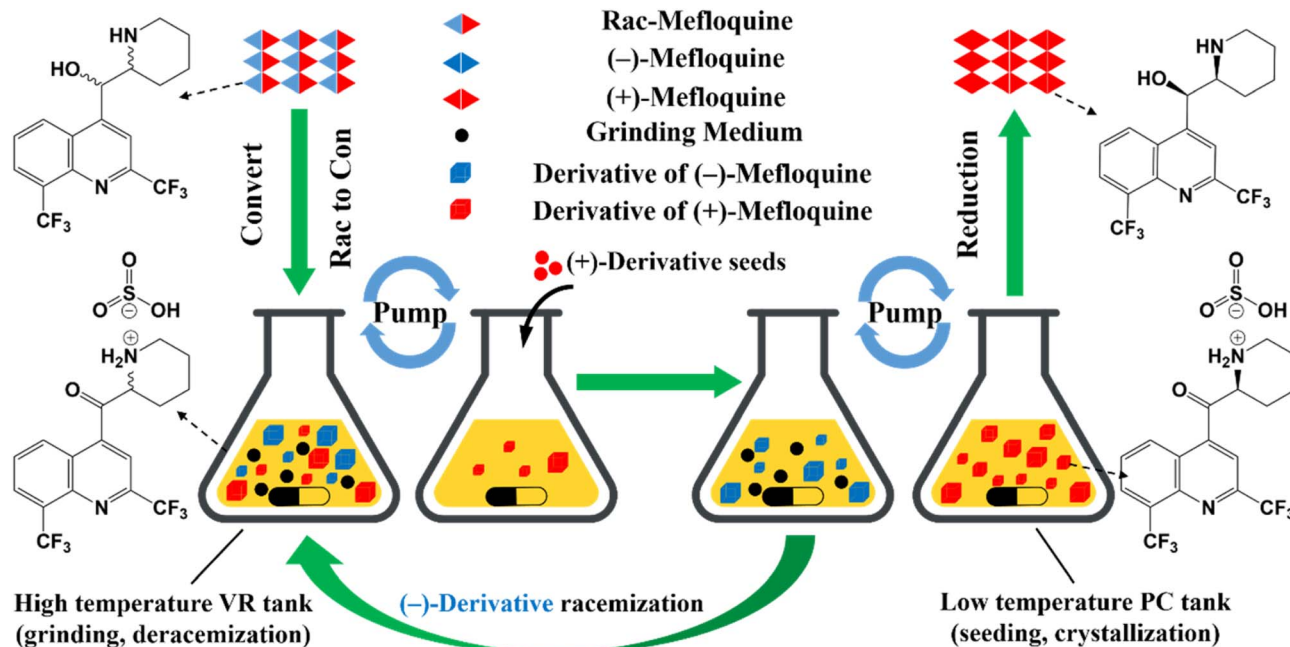 HN
HO
N
CF₃
CF₃
Rac-Mefloquine
(–)-Mefloquine
(+)-Mefloquine
Grinding Medium
Derivative of (–)-Mefloquine
Derivative of (+)-Mefloquine
HN
HO
N
CF₃
CF₃
Convert
Rac to Con
Reduction
(+)-Derivative seeds
Pump
Pump
O
O
S
OH
⊖
⊕
H₂N
O
N
CF₃
CF₃
O
O
S
OH
⊖
⊕
H₂N
O
N
CF₃
CF₃
High temperature VR tank
(grinding, deracemization)
(–)-Derivative racemization
Low temperature PC tank
(seeding, crystallization)